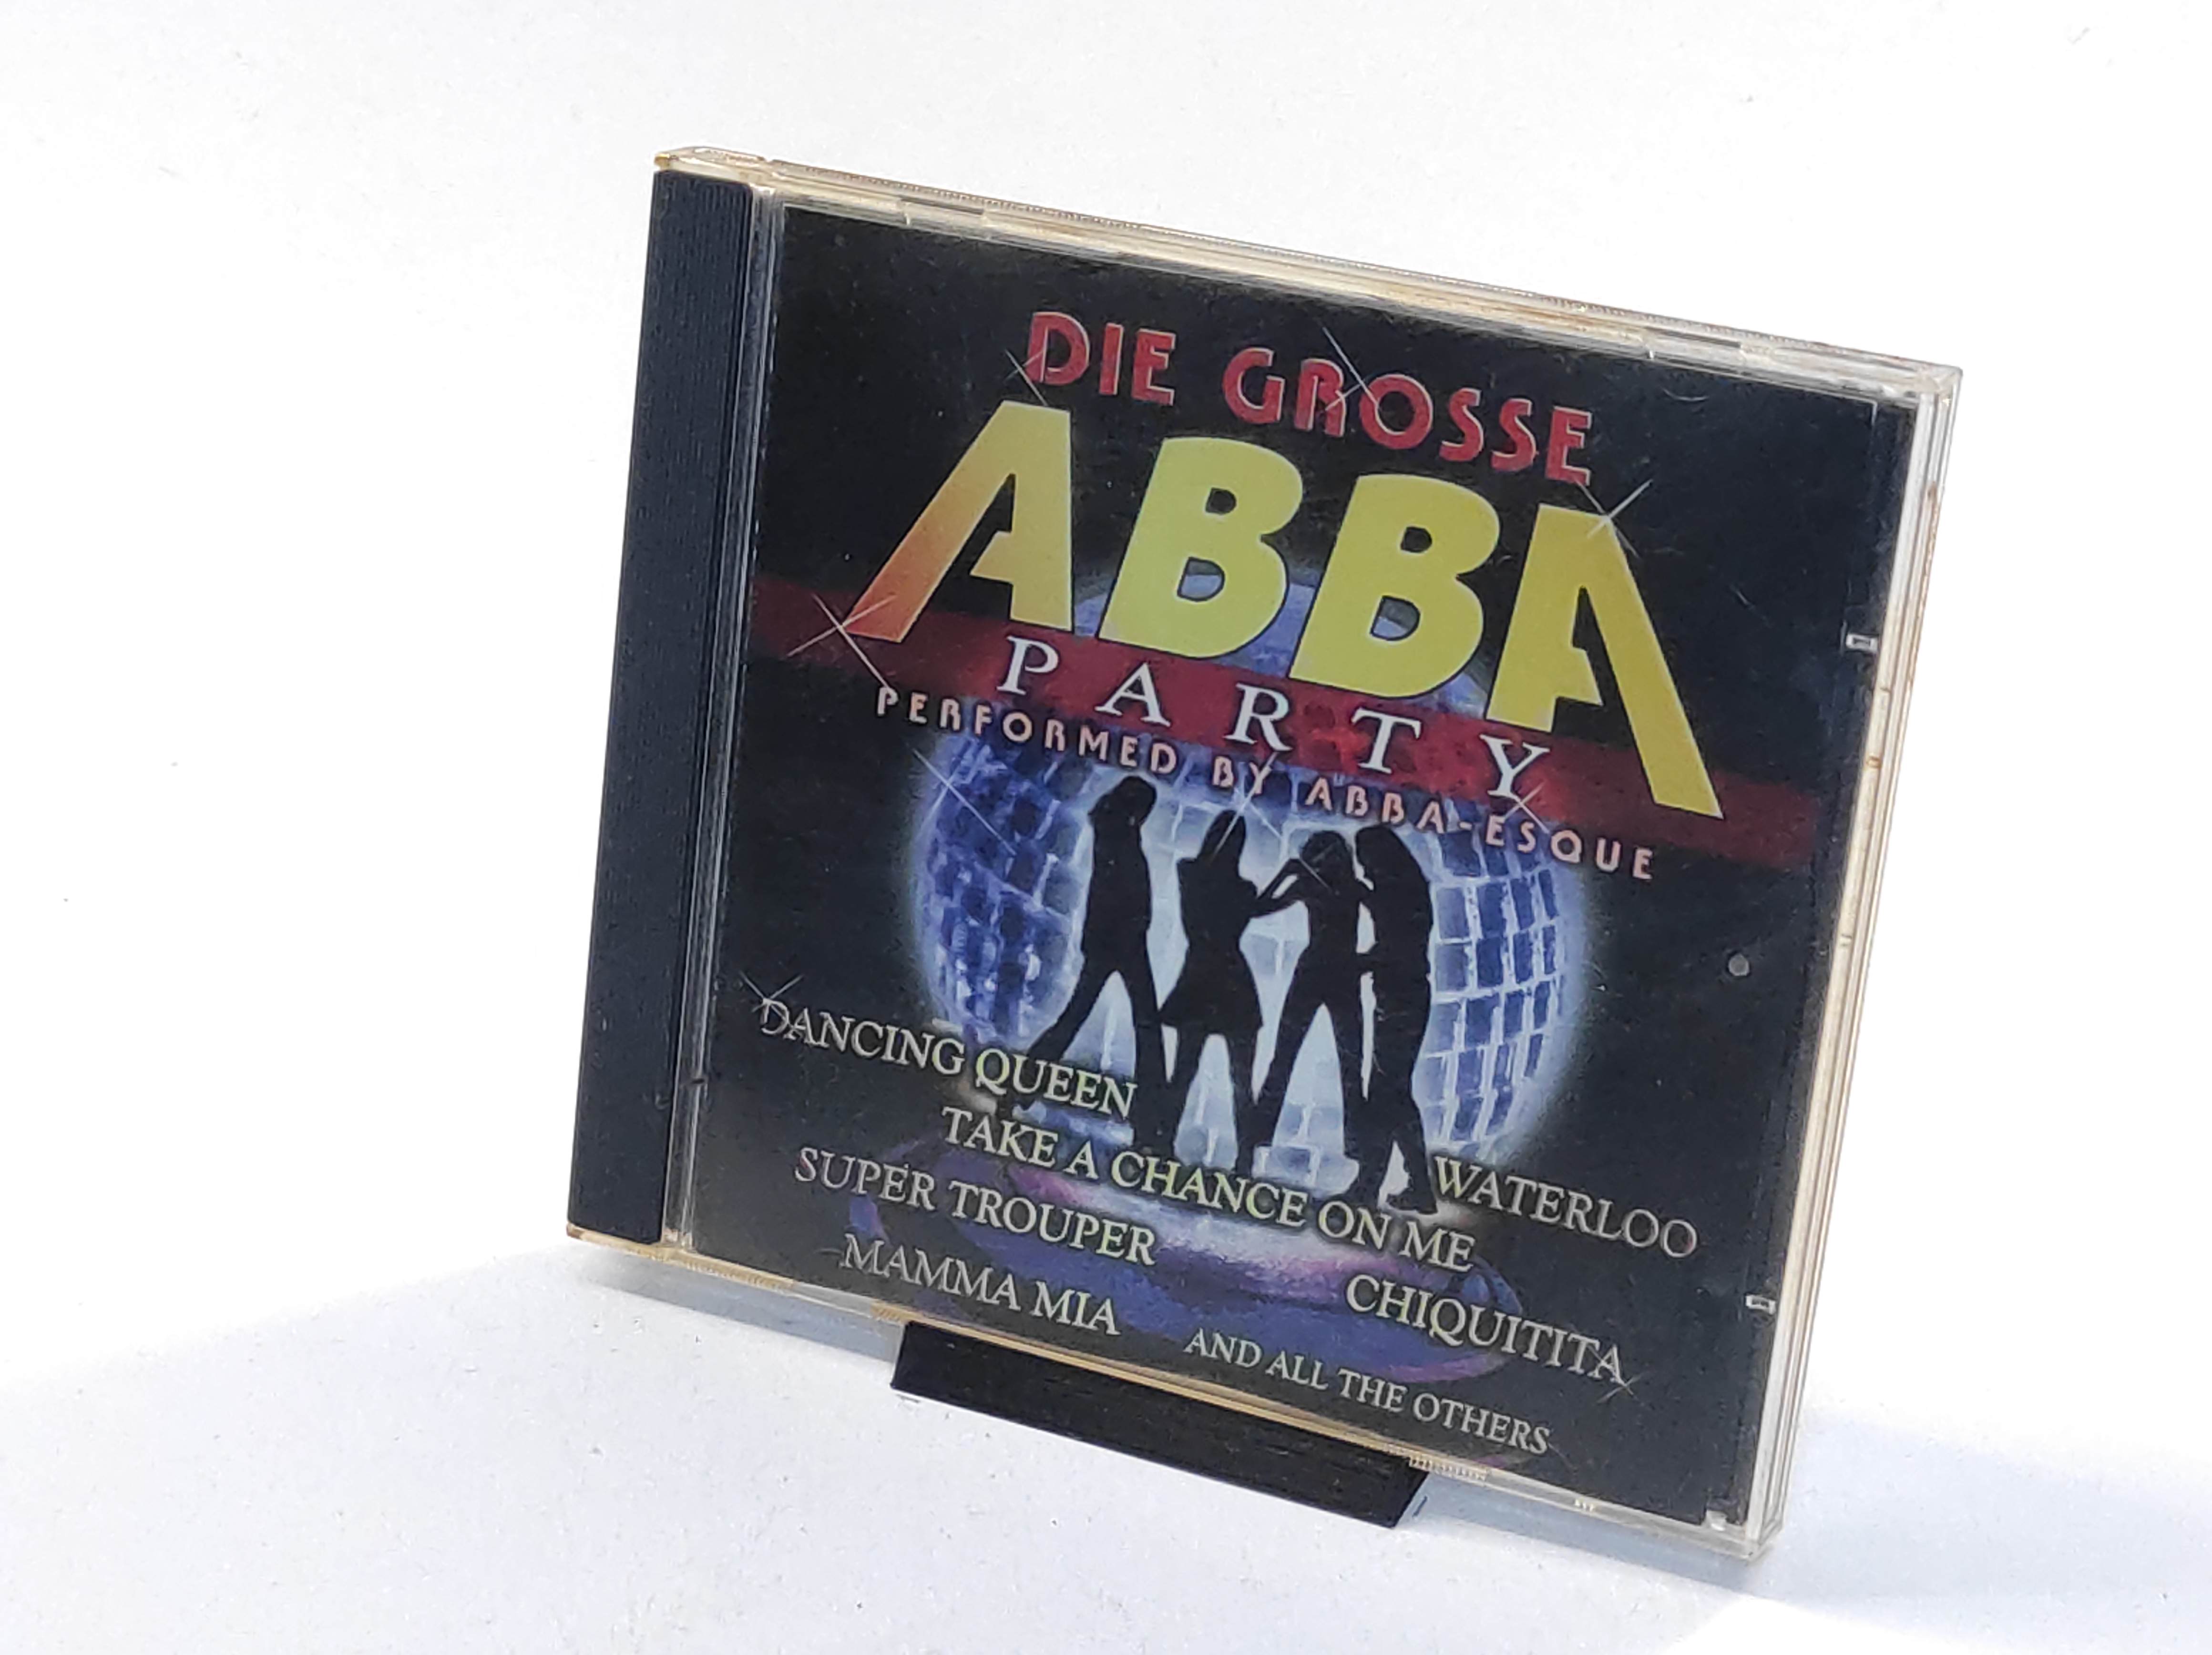 DIE GROSSE
ABBA
PARTY
PERFORMED BY ABBA-ESQUE
DANCING QUEEN
TAKE A CHANCE ON ME
WATERLOO
SUPER TROUPER
CHIQUITITA
MAMMA MIA
AND ALL THE OTHERS